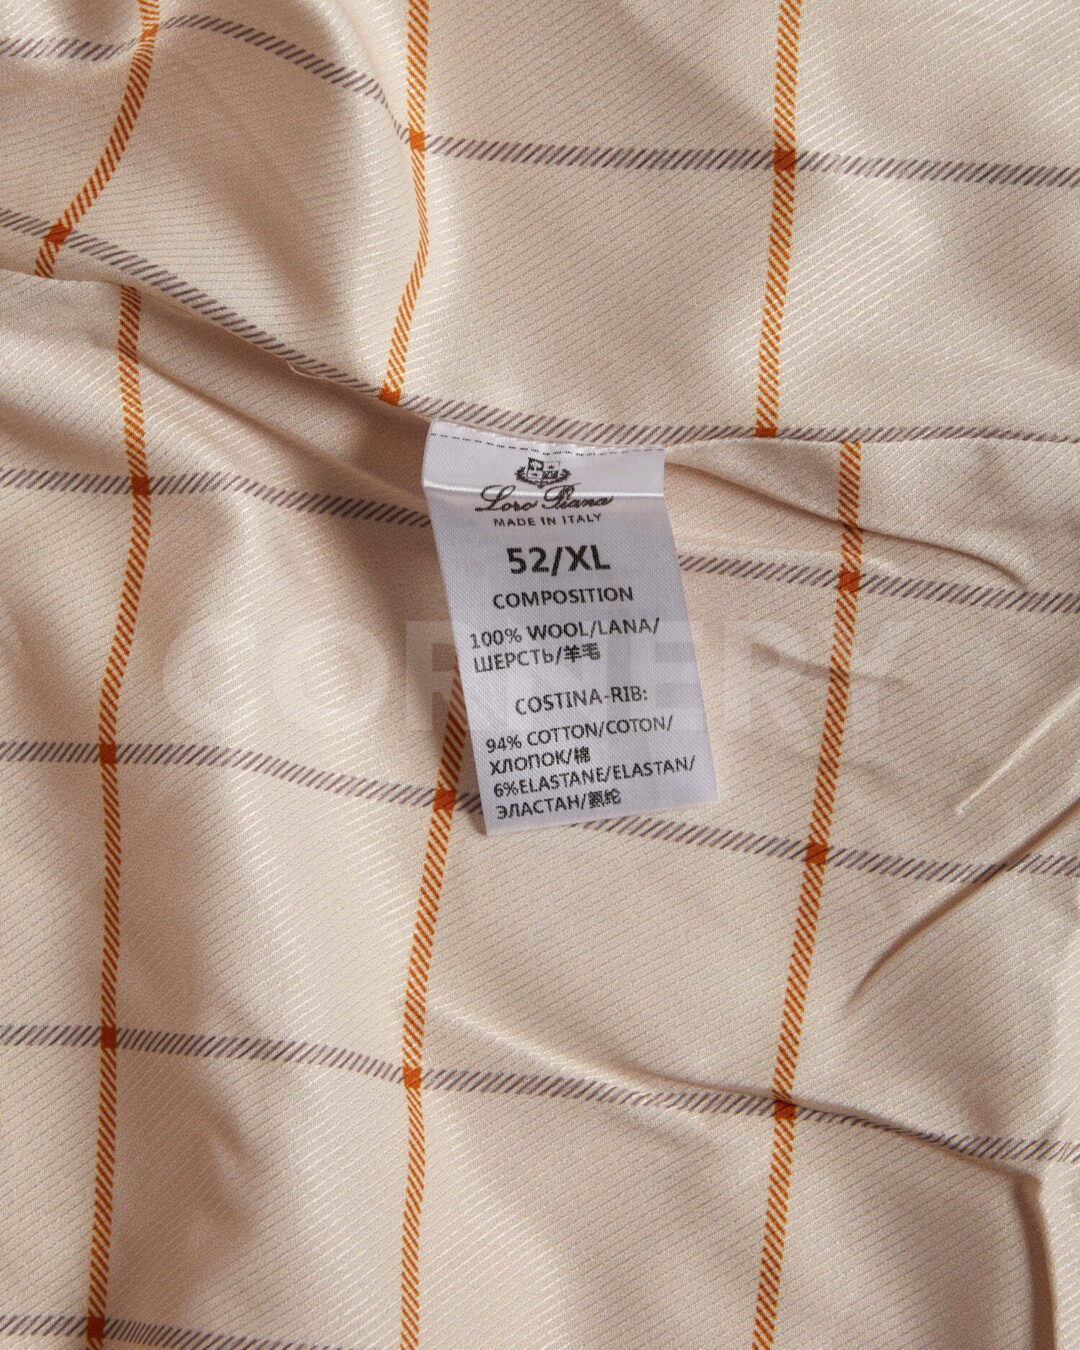 Loro Piana
MADE IN ITALY
52/XL
COMPOSITION
100% WOOL/LANA/
ШЕРСТЬ/羊毛
COSTINA-RIB:
94% COTTON/COTON/
ХЛОПОК/棉
6%ELASTANE/ELASTAN/
ЭЛАСТАН/氨纶
CORNERY